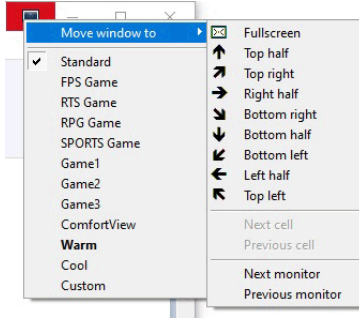 Move window to
Standard
FPS Game
RTS Game
RPG Game
SPORTS Game
Game1
Game2
Game3
ComfortView
Warm
Cool
Custom
Fullscreen
Top half
Top right
Right half
Bottom right
Bottom half
Bottom left
Left half
Top left
Next cell
Previous cell
Next monitor
Previous monitor